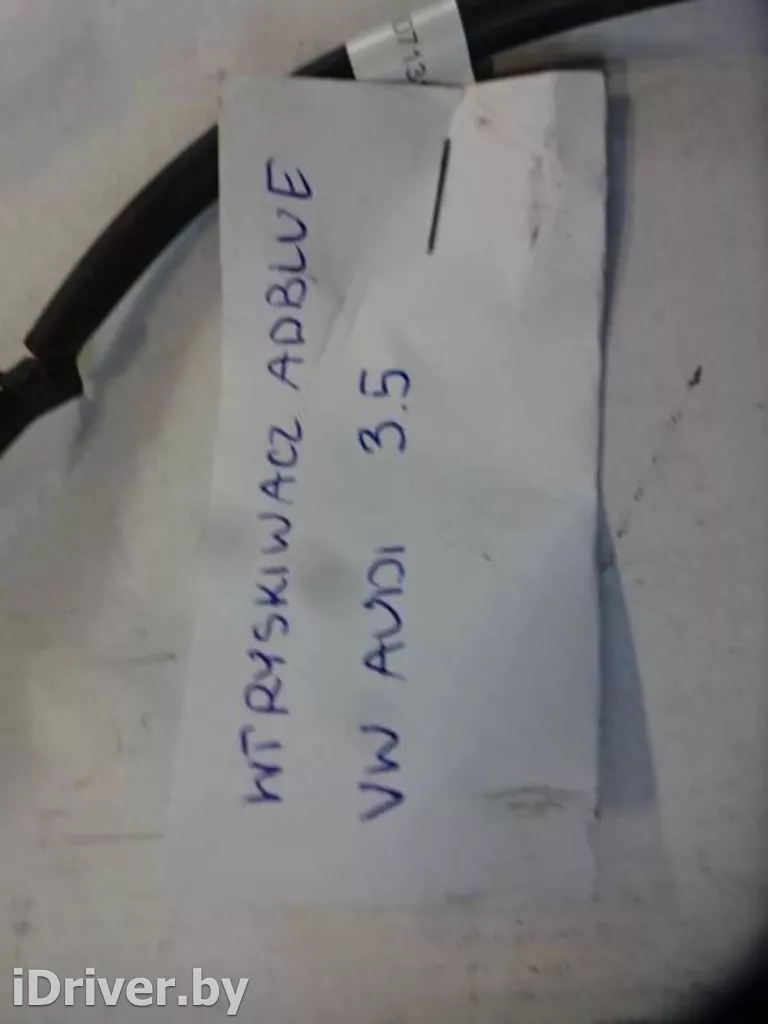 WTRYSKIWACZ ADBLUE
VW AUDI 3.5
iDriver.by